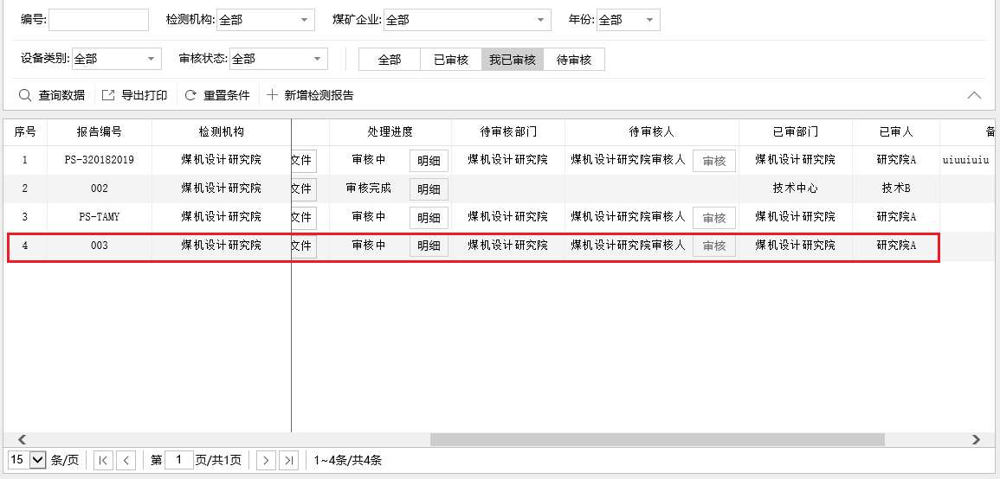 编号: 检测机构: 全部 煤矿企业: 全部 年份: 全部
设备类别: 全部 审核状态: 全部 全部 已审核 我已审核 待审核
查询数据 导出打印 重置条件 新增检测报告
序号 报告编号 检测机构 处理进度 待审核部门 待审核人 已审部门 已审人 备
1 PS-320182019 煤机设计研究院 文件 审核中 明细 煤机设计研究院 煤机设计研究院审核人 审核 煤机设计研究院 研究院A uiuuiuiu
2 002 煤机设计研究院 文件 审核完成 明细 技术中心 技术B
3 PS-TAMY 煤机设计研究院 文件 审核中 明细 煤机设计研究院 煤机设计研究院审核人 审核 煤机设计研究院 研究院A
4 003 煤机设计研究院 文件 审核中 明细 煤机设计研究院 煤机设计研究院审核人 审核 煤机设计研究院 研究院A
15 条/页 第 1 页/共1页 1~4条/共4条